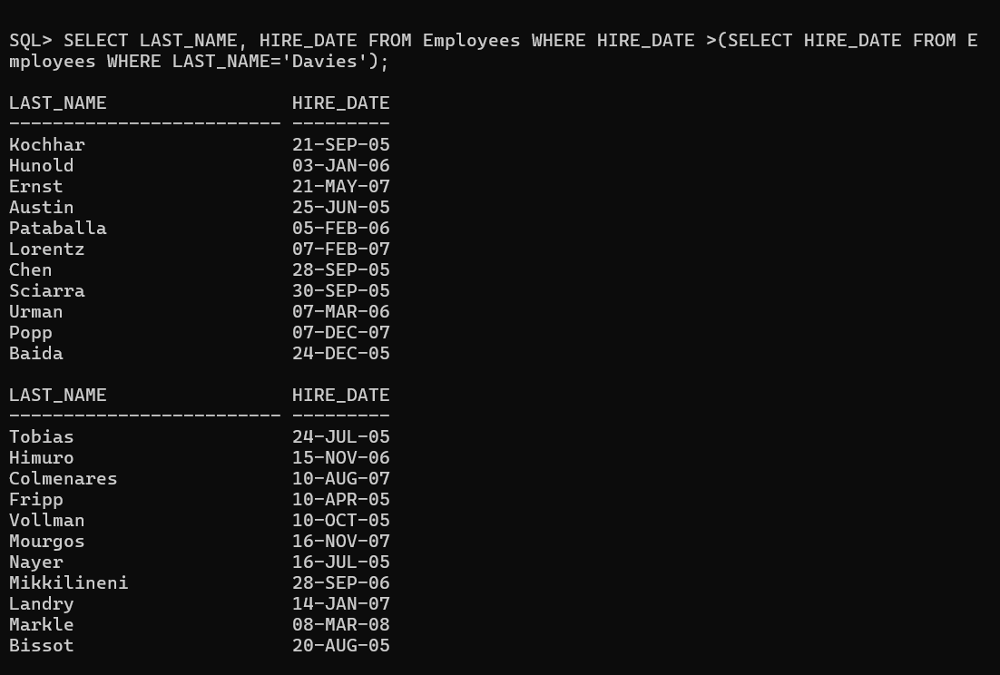 SQL> SELECT LAST_NAME, HIRE_DATE FROM Employees WHERE HIRE_DATE >(SELECT HIRE_DATE FROM E
mployees WHERE LAST_NAME='Davies');
LAST_NAME                 HIRE_DATE
------------------------- ---------
Kochhar                   21-SEP-05
Hunold                    03-JAN-06
Ernst                     21-MAY-07
Austin                    25-JUN-05
Pataballa                 05-FEB-06
Lorentz                   07-FEB-07
Chen                      28-SEP-05
Sciarra                   30-SEP-05
Urman                     07-MAR-06
Popp                      07-DEC-07
Baida                     24-DEC-05
LAST_NAME                 HIRE_DATE
------------------------- ---------
Tobias                    24-JUL-05
Himuro                    15-NOV-06
Colmenares                10-AUG-07
Fripp                     10-APR-05
Vollman                   10-OCT-05
Mourgos                   16-NOV-07
Nayer                     16-JUL-05
Mikkilineni               28-SEP-06
Landry                    14-JAN-07
Markle                    08-MAR-08
Bissot                    20-AUG-05